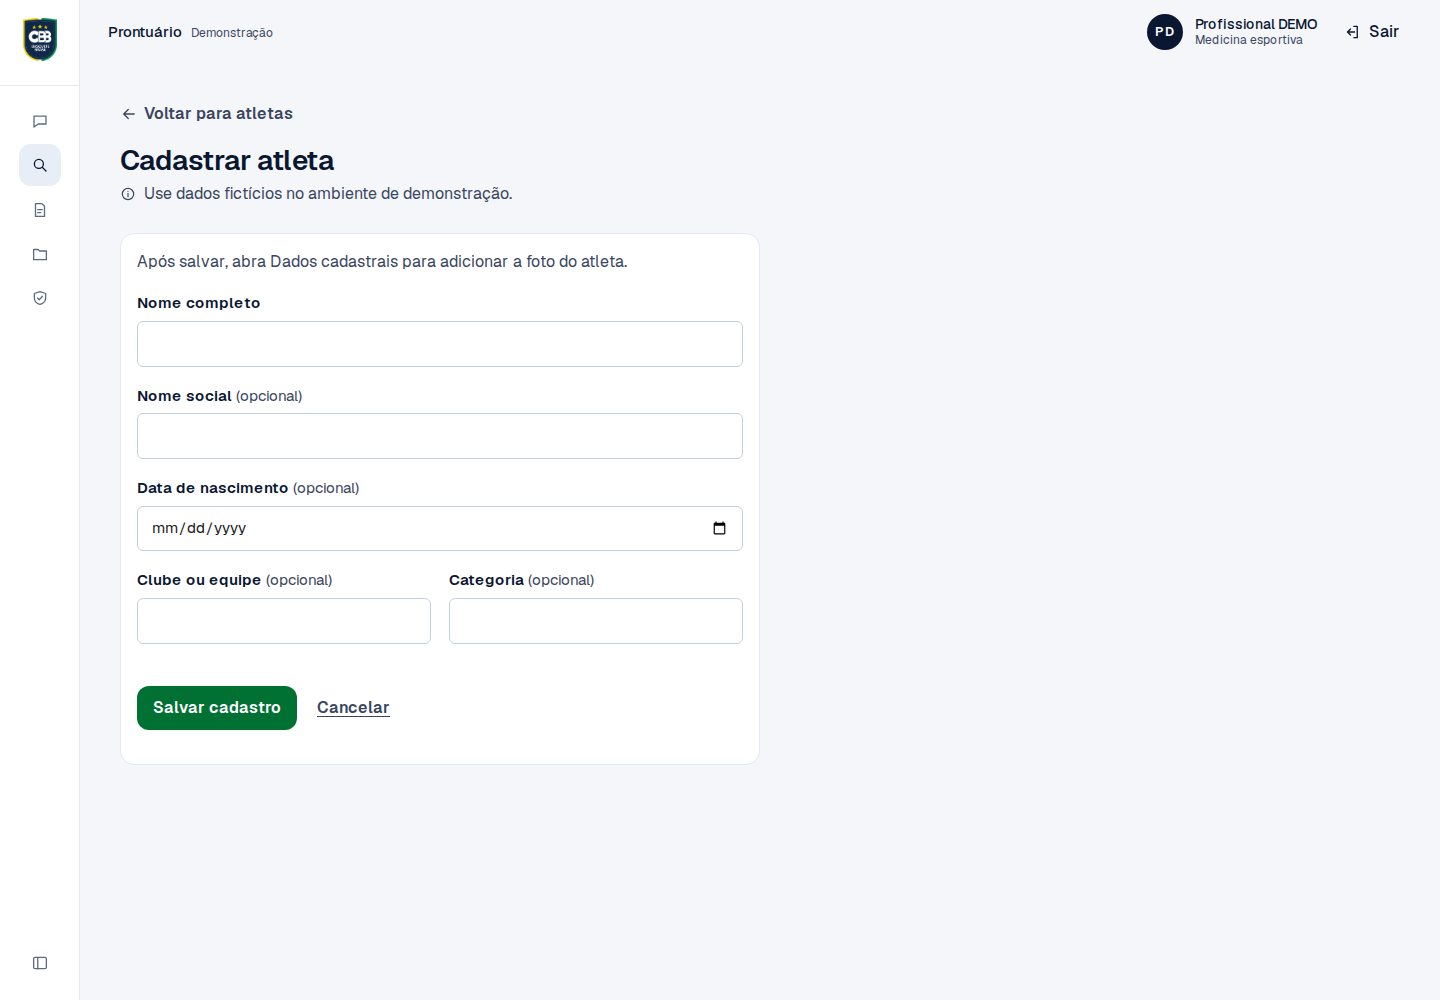 CBB
Prontuário Demonstração
PD
Profissional DEMO
Medicina esportiva
Sair
Voltar para atletas
Cadastrar atleta
Use dados fictícios no ambiente de demonstração.
Após salvar, abra Dados cadastrais para adicionar a foto do atleta.
Nome completo
Nome social (opcional)
Data de nascimento (opcional)
mm/dd/yyyy
Clube ou equipe (opcional)
Categoria (opcional)
Salvar cadastro
Cancelar